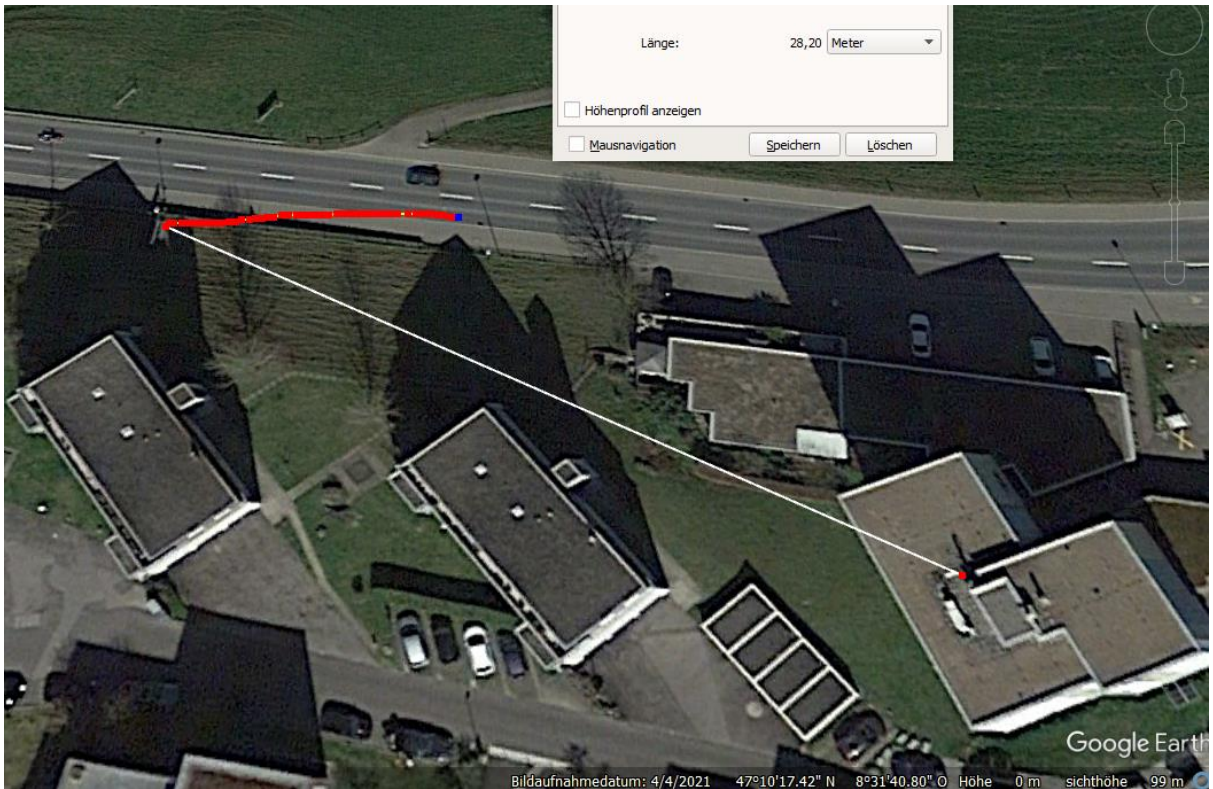 Länge: 28,20 Meter
Höhenprofil anzeigen
Mausnavigation Speichern Löschen
Google Earth
Bildaufnahmedatum: 4/4/2021 47°10'17.42" N 8°31'40.80" O Höhe 0 m sichthöhe 99 m